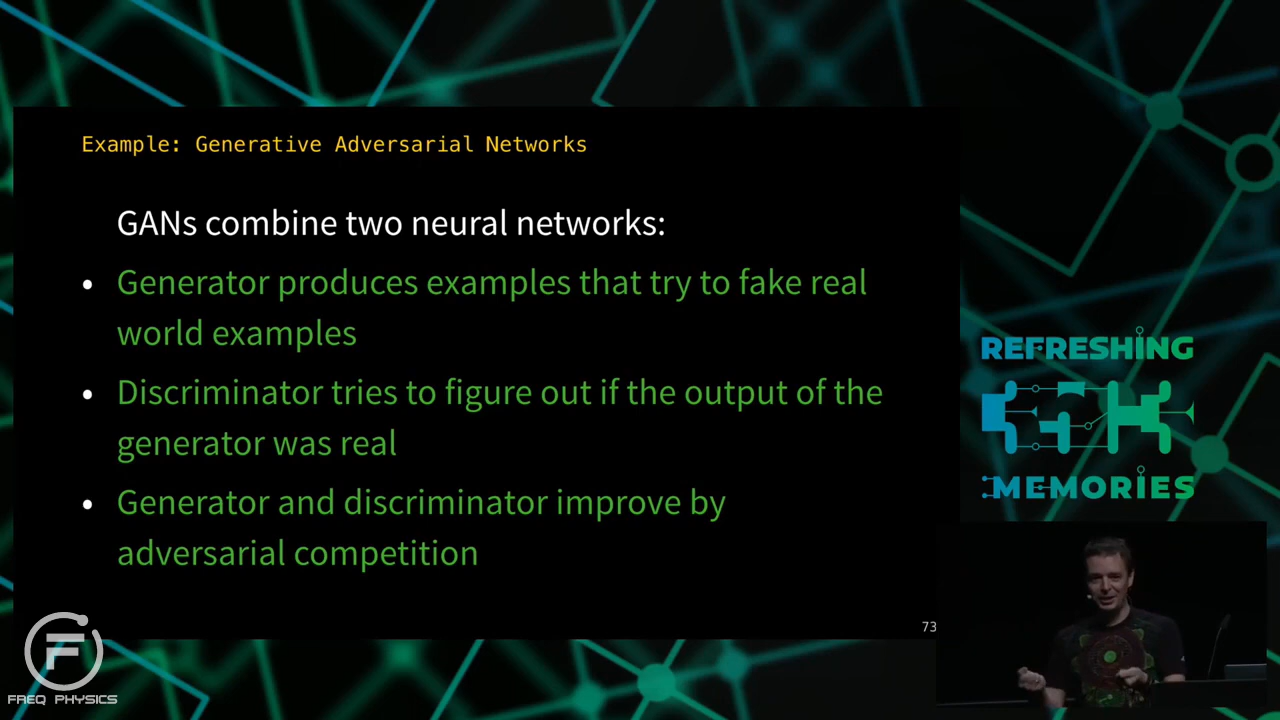 Example: Generative Adversarial Networks
GANs combine two neural networks:
• Generator produces examples that try to fake real
world examples
• Discriminator tries to figure out if the output of the
generator was real
• Generator and discriminator improve by
adversarial competition
73
REFRESHING
35C3
MEMORIES
F
FREQ PHYSICS